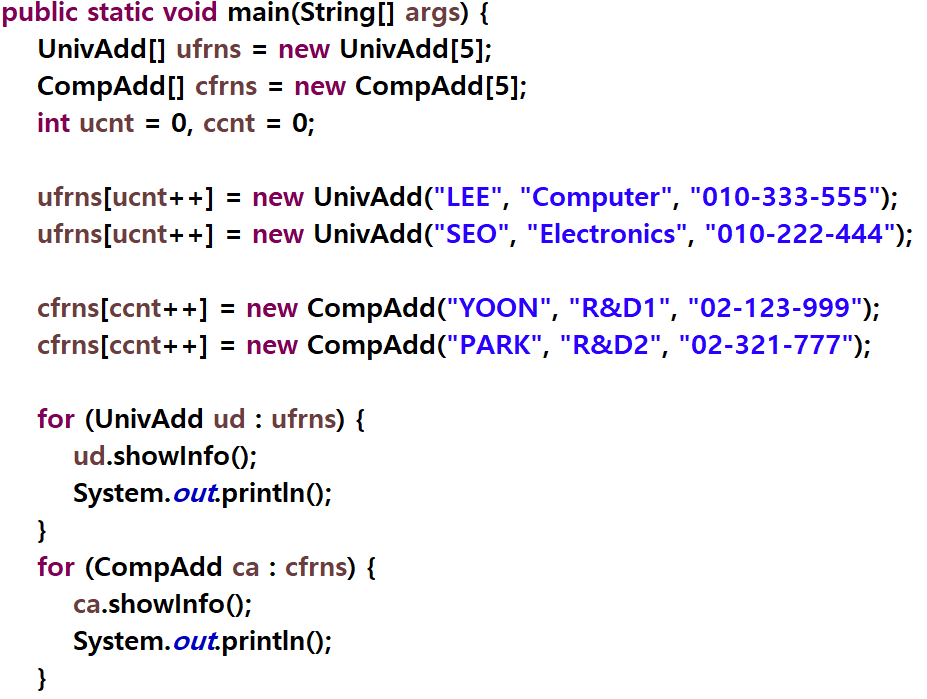 public static void main(String[] args) {
UnivAdd[] ufrns = new UnivAdd[5];
CompAdd[] cfrns = new CompAdd[5];
int ucnt = 0, ccnt = 0;
ufrns[ucnt++] = new UnivAdd("LEE", "Computer", "010-333-555");
ufrns[ucnt++] = new UnivAdd("SEO", "Electronics", "010-222-444");
cfrns[ccnt++] = new CompAdd("YOON", "R&D1", "02-123-999");
cfrns[ccnt++] = new CompAdd("PARK", "R&D2", "02-321-777");
for (UnivAdd ud : ufrns) {
ud.showInfo();
System.out.println();
}
for (CompAdd ca : cfrns) {
ca.showInfo();
System.out.println();
}